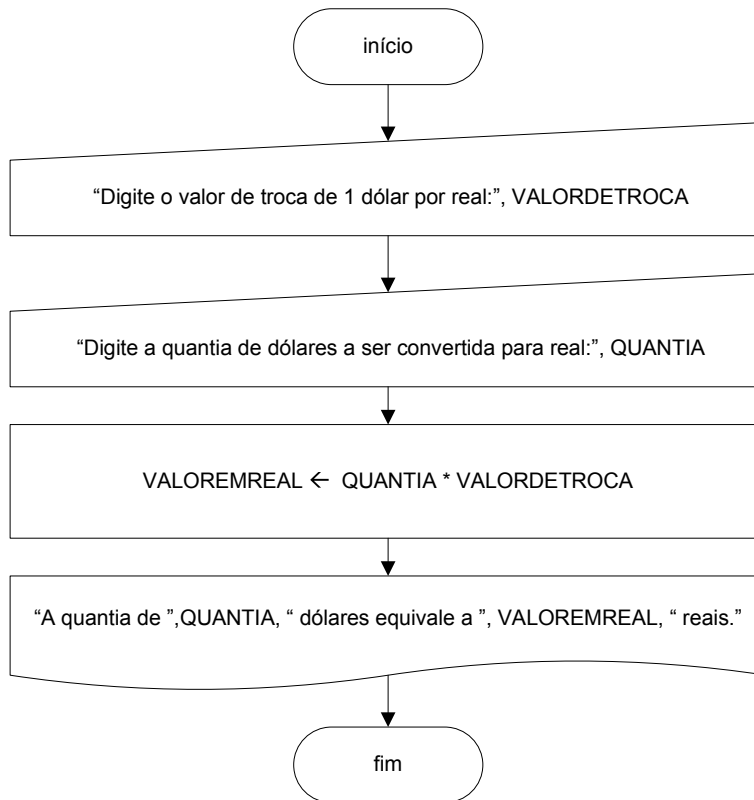 início
“Digite o valor de troca de 1 dólar por real:”, VALORDETROCA
“Digite a quantia de dólares a ser convertida para real:”, QUANTIA
VALOREMREAL ← QUANTIA * VALORDETROCA
“A quantia de ”,QUANTIA, “ dólares equivale a ”, VALOREMREAL, “ reais.”
fim